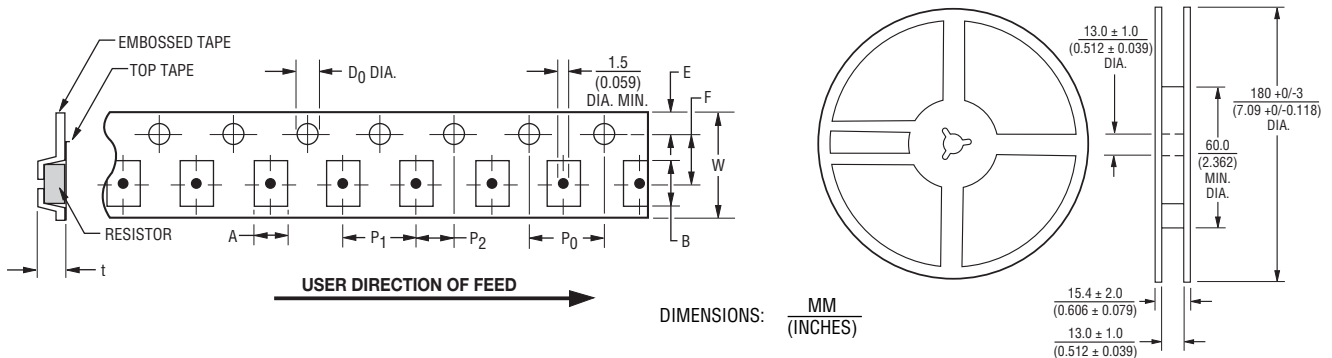 EMBOSSED TAPE
TOP TAPE
D0 DIA.
1.5
(0.059)
DIA. MIN.
E
F
W
B
RESISTOR
A
P1
P2
P0
t
USER DIRECTION OF FEED
DIMENSIONS:
MM
(INCHES)
13.0 ± 1.0
(0.512 ± 0.039)
DIA.
180 +0/-3
(7.09 +0/-0.118)
DIA.
60.0
(2.362)
MIN.
DIA.
15.4 ± 2.0
(0.606 ± 0.079)
13.0 ± 1.0
(0.512 ± 0.039)